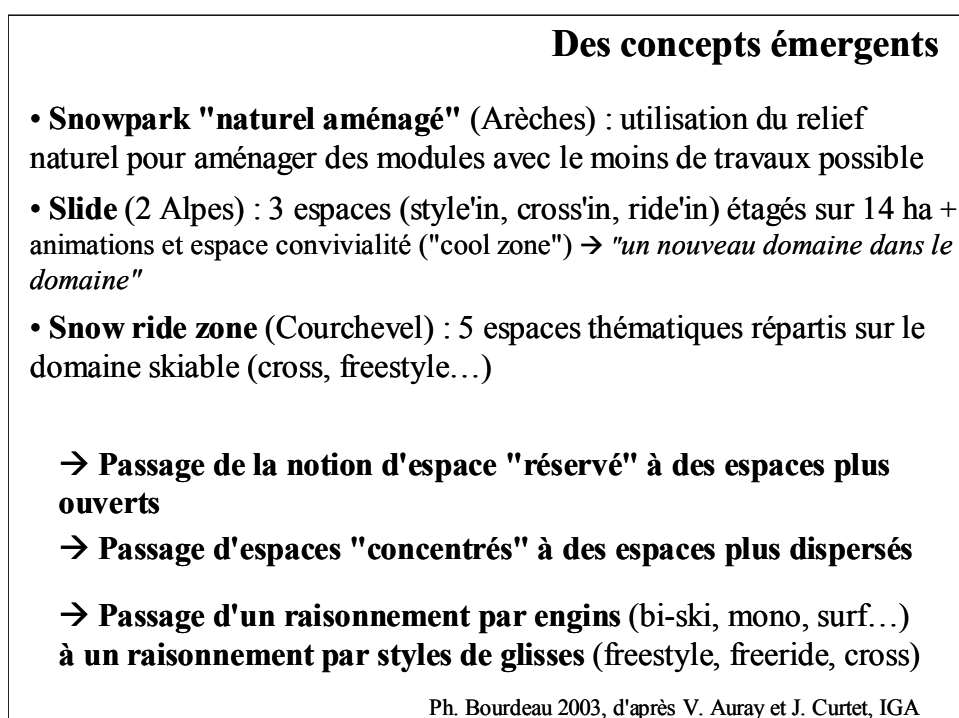 Des concepts émergents
• Snowpark "naturel aménagé" (Arèches) : utilisation du relief
naturel pour aménager des modules avec le moins de travaux possible
• Slide (2 Alpes) : 3 espaces (style'in, cross'in, ride'in) étagés sur 14 ha +
animations et espace convivialité ("cool zone") → "un nouveau domaine dans le
domaine"
• Snow ride zone (Courchevel) : 5 espaces thématiques répartis sur le
domaine skiable (cross, freestyle…)
→ Passage de la notion d'espace "réservé" à des espaces plus
ouverts
→ Passage d'espaces "concentrés" à des espaces plus dispersés
→ Passage d'un raisonnement par engins (bi-ski, mono, surf…)
à un raisonnement par styles de glisses (freestyle, freeride, cross)
Ph. Bourdeau 2003, d'après V. Auray et J. Curtet, IGA